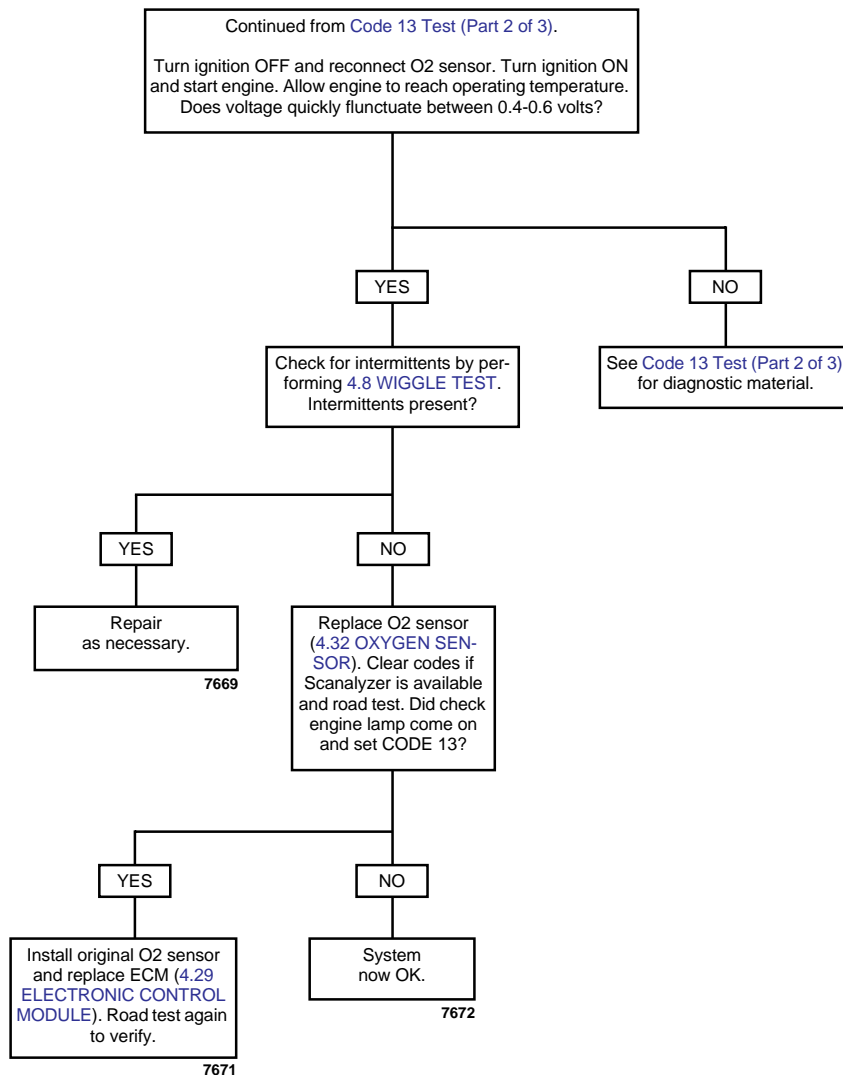 Continued from Code 13 Test (Part 2 of 3).
Turn ignition OFF and reconnect O2 sensor. Turn ignition ON
and start engine. Allow engine to reach operating temperature.
Does voltage quickly flunctuate between 0.4-0.6 volts?
YES
NO
Check for intermittents by per-
forming 4.8 WIGGLE TEST.
Intermittents present?
See Code 13 Test (Part 2 of 3)
for diagnostic material.
YES
NO
Repair
as necessary.
7669
Replace O2 sensor
(4.32 OXYGEN SEN-
SOR). Clear codes if
Scanalyzer is available
and road test. Did check
engine lamp come on
and set CODE 13?
YES
NO
Install original O2 sensor
and replace ECM (4.29
ELECTRONIC CONTROL
MODULE). Road test again
to verify.
7671
System
now OK.
7672